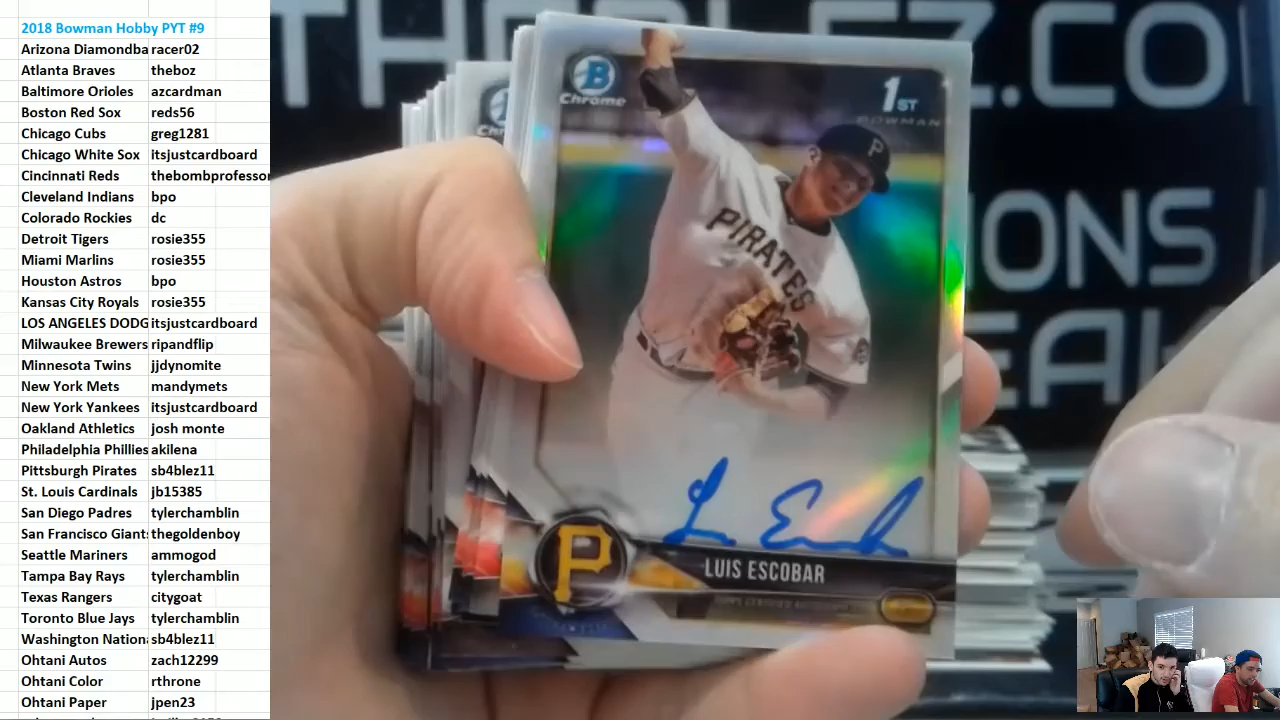 2018 Bowman Hobby PYT #9
Arizona Diamondba racer02
Atlanta Braves theboz
Baltimore Orioles azcardman
Boston Red Sox reds56
Chicago Cubs greg1281
Chicago White Sox itsjustcardboard
Cincinnati Reds thebombprofessor
Cleveland Indians bpo
Colorado Rockies dc
Detroit Tigers rosie355
Miami Marlins rosie355
Houston Astros bpo
Kansas City Royals rosie355
LOS ANGELES DODG itsjustcardboard
Milwaukee Brewers ripandflip
Minnesota Twins jjdynomite
New York Mets mandymets
New York Yankees itsjustcardboard
Oakland Athletics josh monte
Philadelphia Phillies akilena
Pittsburgh Pirates sb4blez11
St. Louis Cardinals jb15385
San Diego Padres tylerchamblin
San Francisco Giants thegoldenboy
Seattle Mariners ammogod
Tampa Bay Rays tylerchamblin
Texas Rangers citygoat
Toronto Blue Jays tylerchamblin
Washington Nation sb4blez11
Ohtani Autos zach12299
Ohtani Color rthrone
Ohtani Paper jpen23
B
Chrome
1ST
BOWMAN
P
PIRATES
P
LUIS ESCOBAR